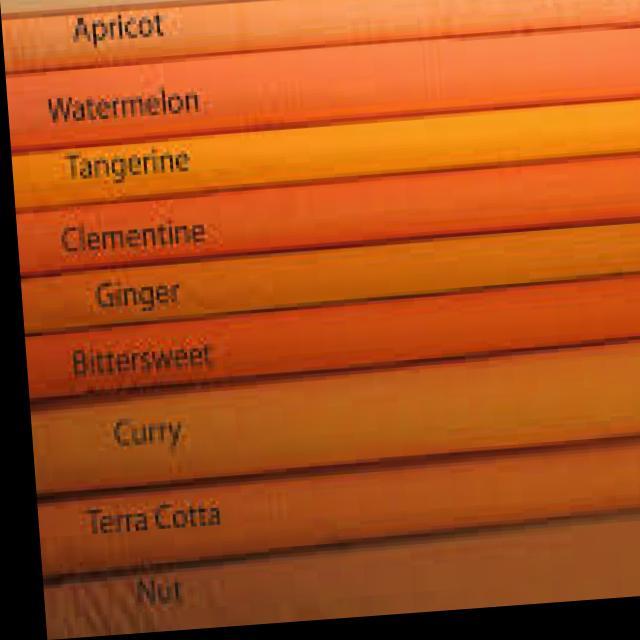 Apricot
Watermelon
Tangerine
Clementine
Ginger
Bittersweet
Curry
Terra Cotta
Nut